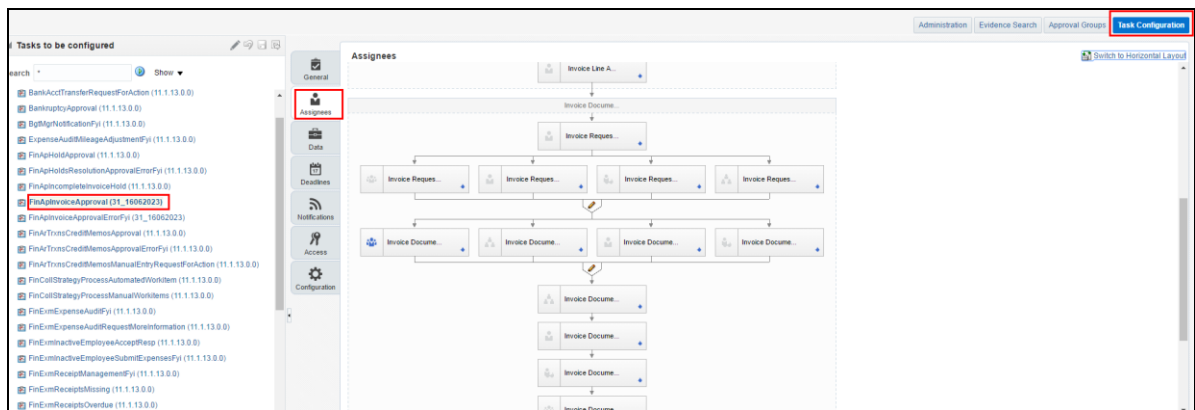 Administration Evidence Search Approval Groups Task Configuration
Tasks to be configured
earch * Show
BankAcctTransferRequestForAction (11.1.13.0.0)
BankruptcyApproval (11.1.13.0.0)
BgtMgrNotificationFyi (11.1.13.0.0)
ExpenseAuditMileageAdjustmentFyi (11.1.13.0.0)
FinApHoldApproval (11.1.13.0.0)
FinApHoldsResolutionApprovalErrorFyi (11.1.13.0.0)
FinApIncompleteInvoiceHold (11.1.13.0.0)
FinApInvoiceApproval (31_16062023)
FinApInvoiceApprovalErrorFyi (31_16062023)
FinArTrxnsCreditMemosApproval (11.1.13.0.0)
FinArTrxnsCreditMemosApprovalErrorFyi (11.1.13.0.0)
FinArTrxnsCreditMemosManualEntryRequestForAction (11.1.13.0.0)
FinCollStrategyProcessAutomatedWorkItem (11.1.13.0.0)
FinCollStrategyProcessManualWorkitems (11.1.13.0.0)
FinExmExpenseAuditFyi (11.1.13.0.0)
FinExmExpenseAuditRequestMoreInformation (11.1.13.0.0)
FinExmInactiveEmployeeAcceptResp (11.1.13.0.0)
FinExmInactiveEmployeeSubmitExpensesFyi (11.1.13.0.0)
FinExmReceiptManagementFyi (11.1.13.0.0)
FinExmReceiptsMissing (11.1.13.0.0)
FinExmReceiptsOverdue (11.1.13.0.0)
General
Assignees
Data
Deadlines
Notifications
Access
Configuration
Assignees
Switch to Horizontal Layout
Invoice Line A...
Invoice Docume...
Invoice Reques...
Invoice Reques... Invoice Reques... Invoice Reques... Invoice Reques...
Invoice Docume... Invoice Docume... Invoice Docume... Invoice Docume...
Invoice Docume...
Invoice Docume...
Invoice Docume...
Invoice Docume...